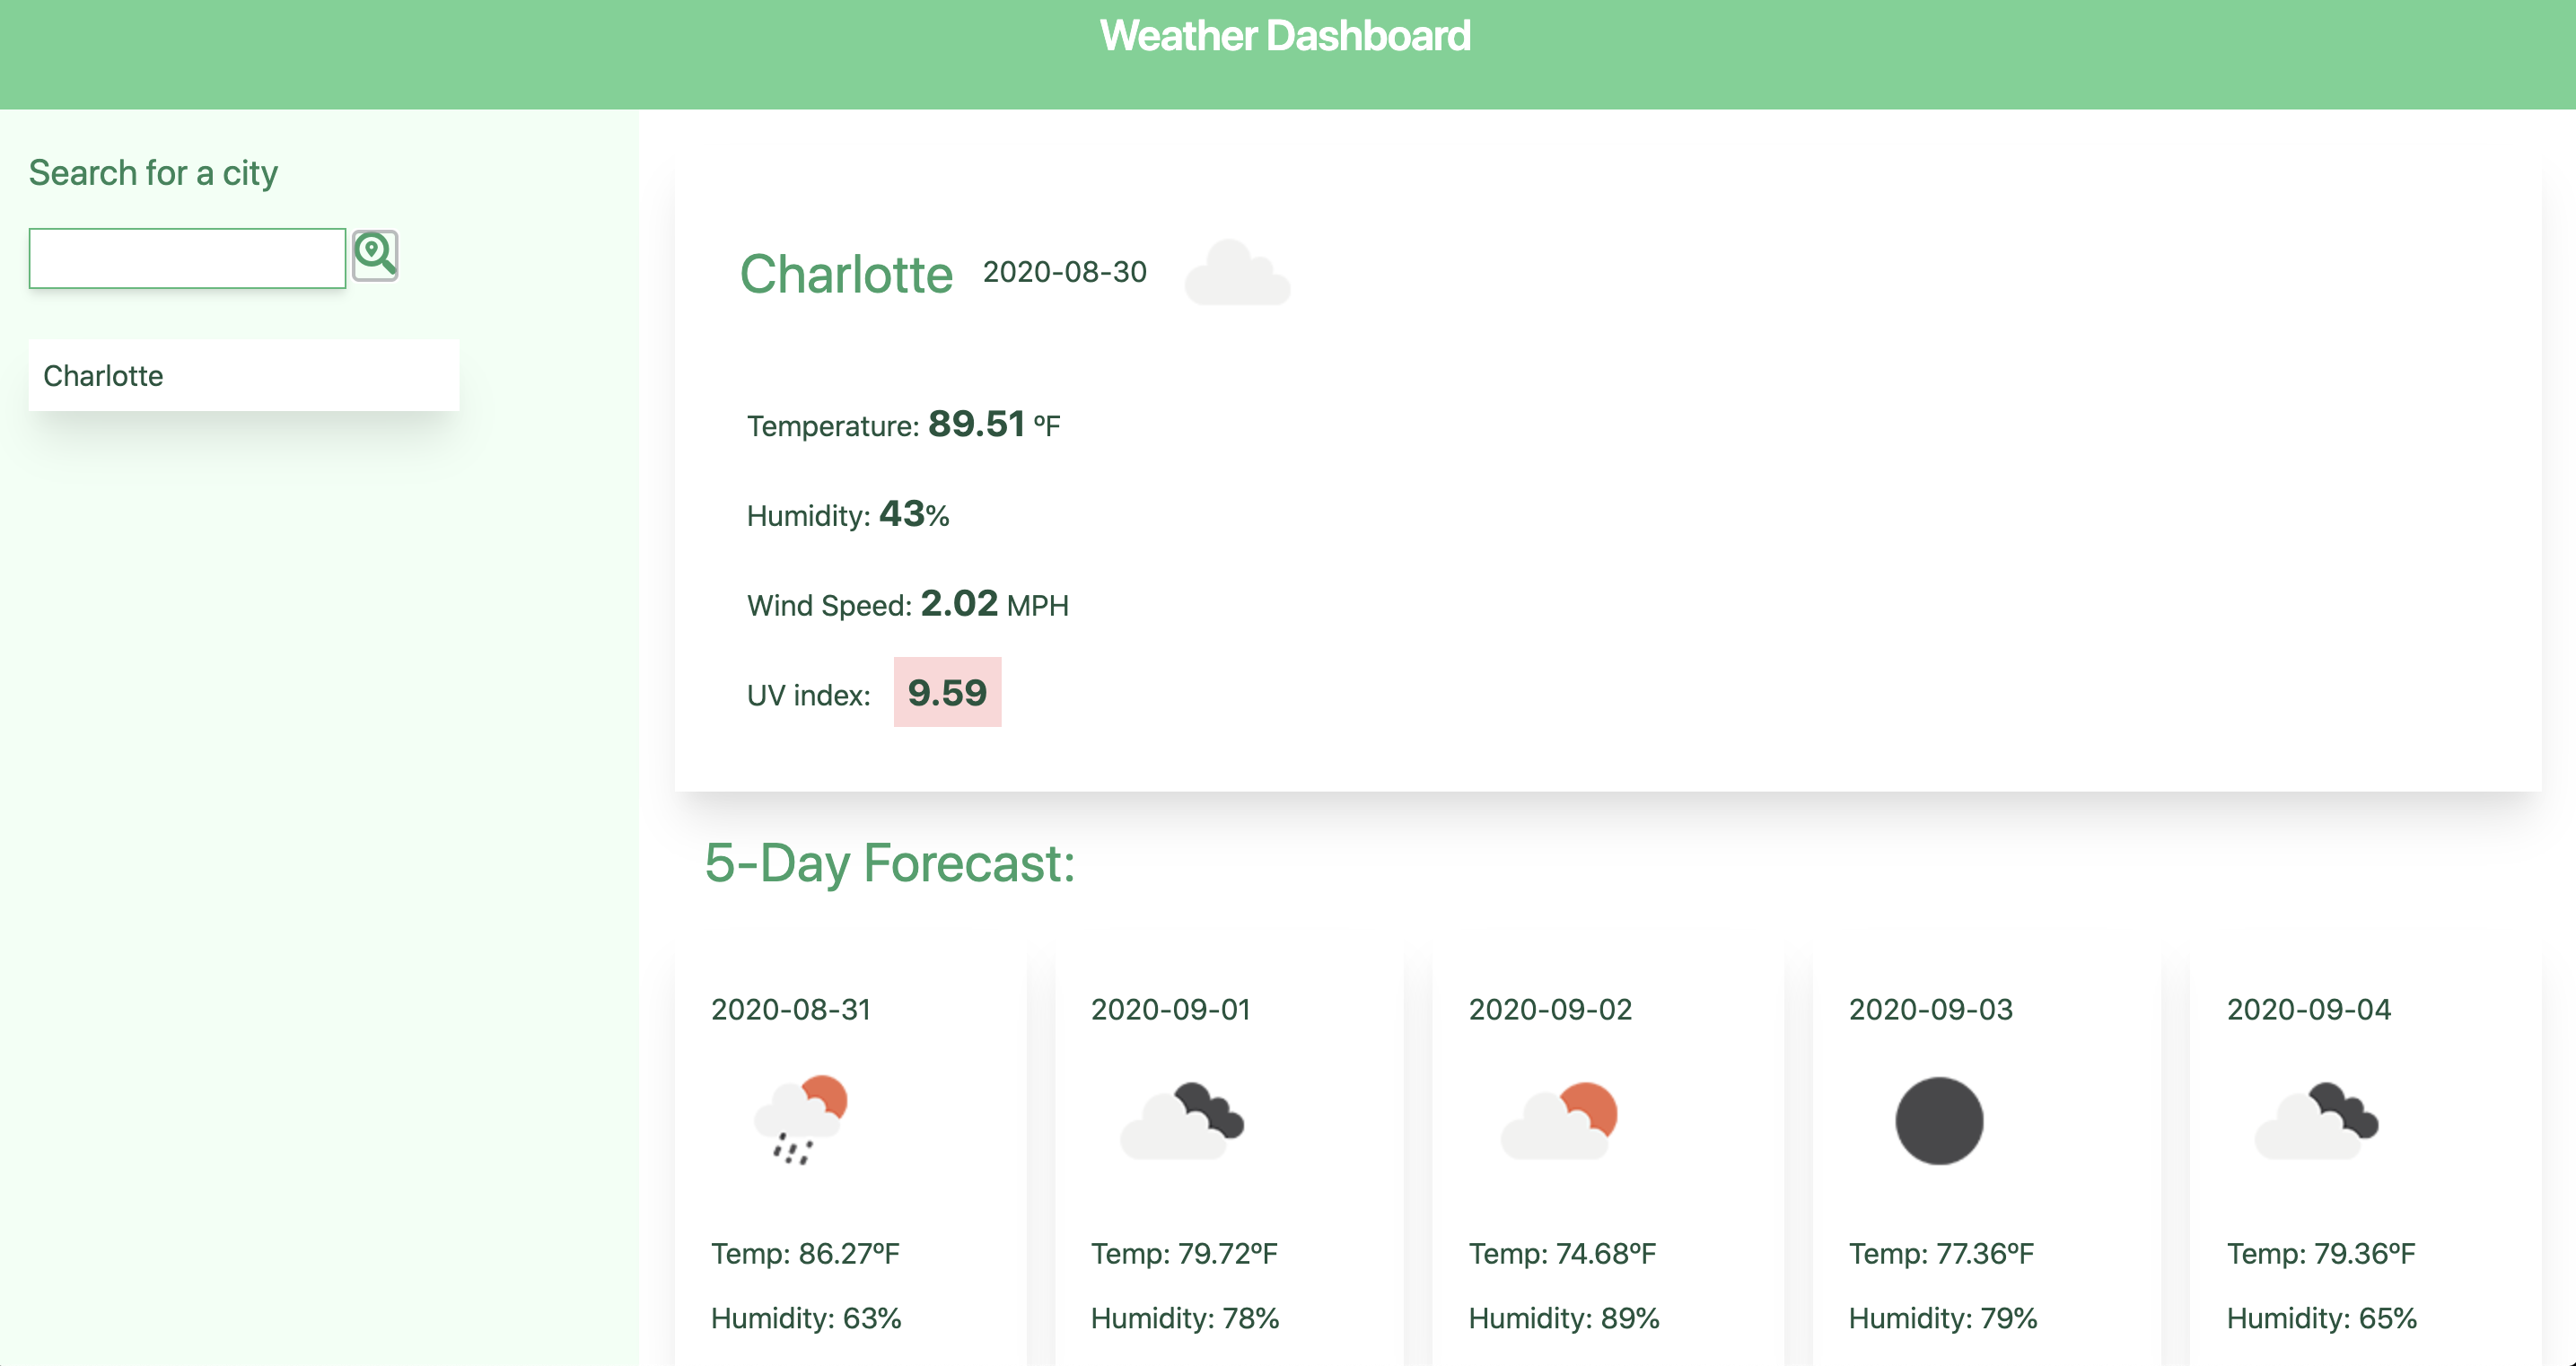 Weather Dashboard
Search for a city
Charlotte
Charlotte 2020-08-30
Temperature: 89.51 ºF
Humidity: 43%
Wind Speed: 2.02 MPH
UV index: 9.59
5-Day Forecast:
2020-08-31
Temp: 86.27ºF
Humidity: 63%
2020-09-01
Temp: 79.72ºF
Humidity: 78%
2020-09-02
Temp: 74.68ºF
Humidity: 89%
2020-09-03
Temp: 77.36ºF
Humidity: 79%
2020-09-04
Temp: 79.36ºF
Humidity: 65%